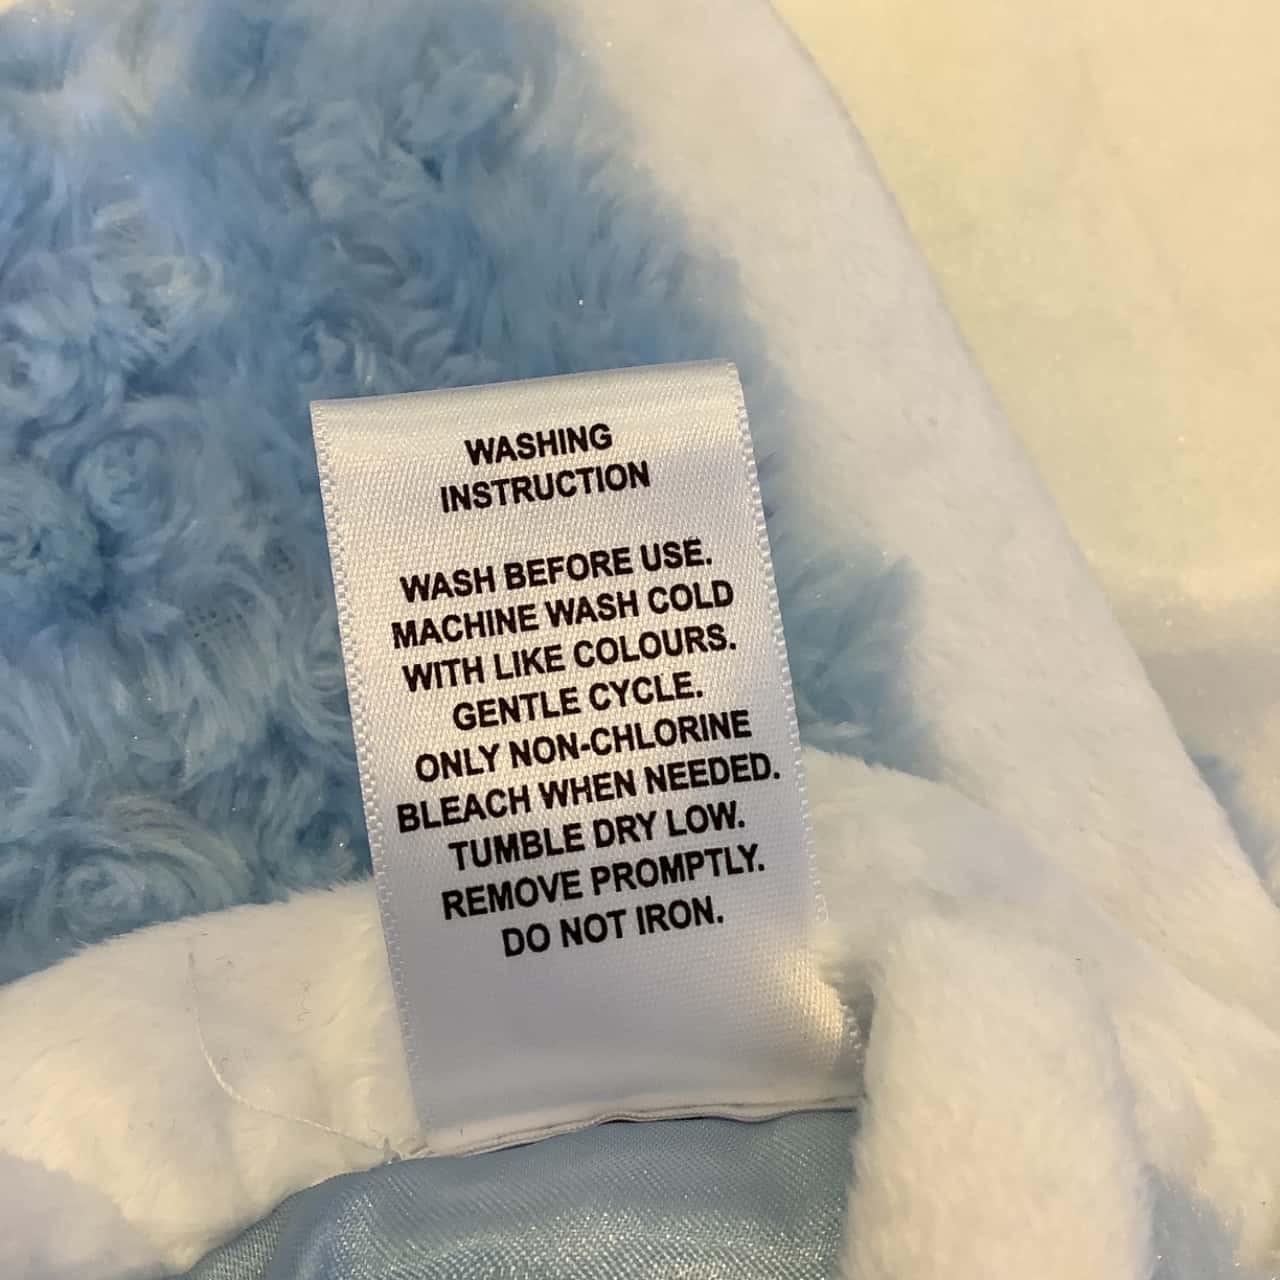 WASHING
INSTRUCTION
WASH BEFORE USE.
MACHINE WASH COLD
WITH LIKE COLOURS.
GENTLE CYCLE.
ONLY NON-CHLORINE
BLEACH WHEN NEEDED.
TUMBLE DRY LOW.
REMOVE PROMPTLY.
DO NOT IRON.